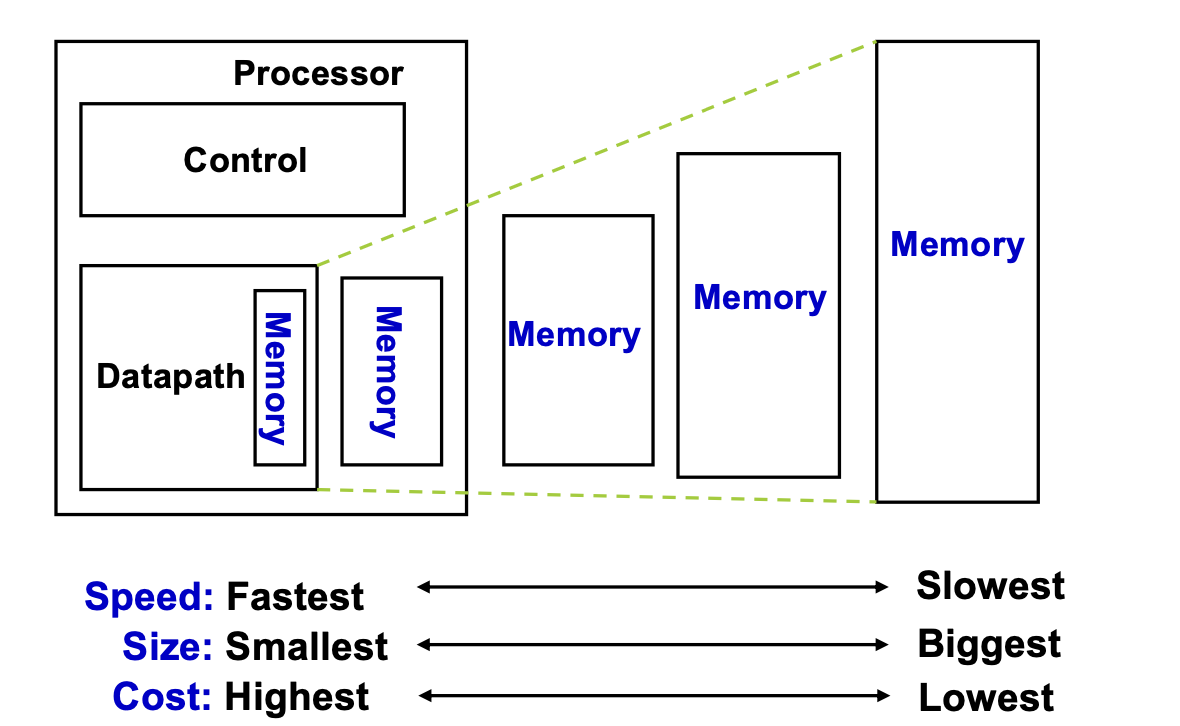 Processor
Control
Datapath
Memory
Memory
Memory
Memory
Memory
Speed: Fastest Slowest
Size: Smallest Biggest
Cost: Highest Lowest